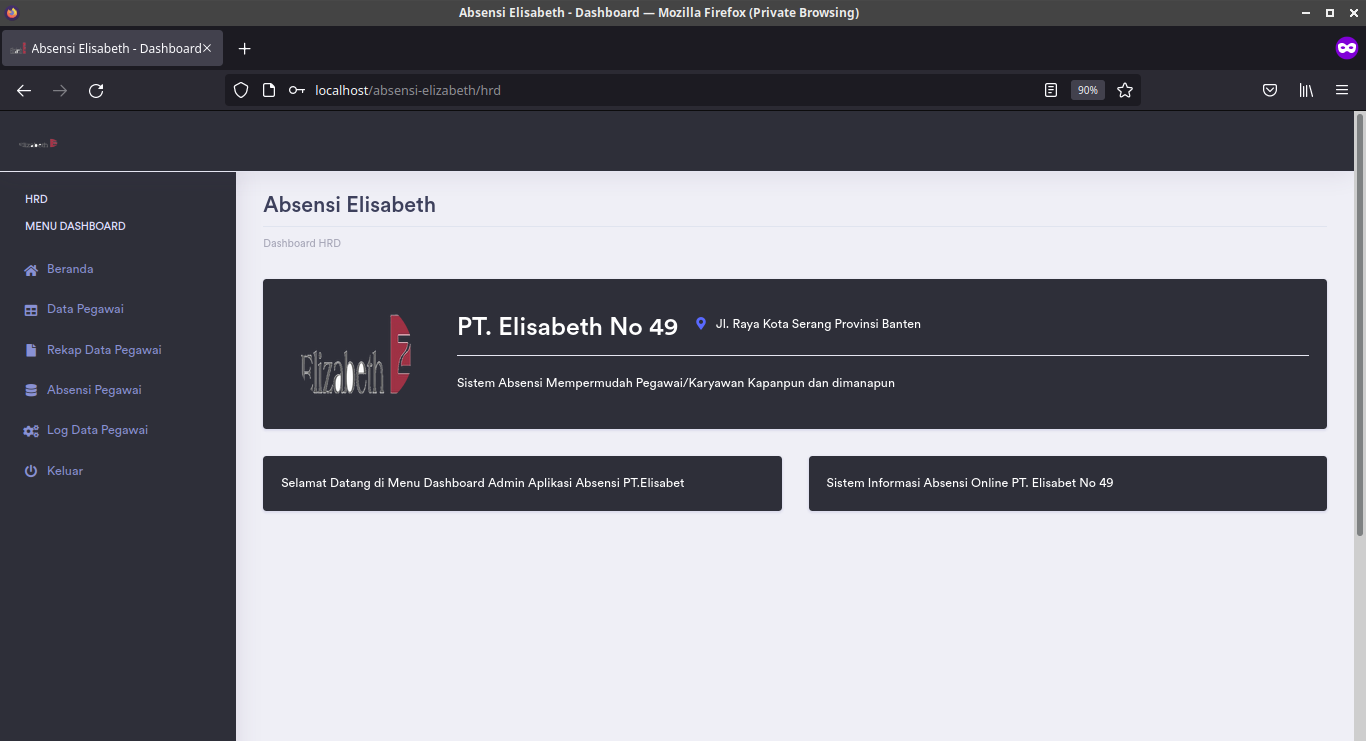 Absensi Elisabeth - Dashboard — Mozilla Firefox (Private Browsing)
Absensi Elisabeth - Dashboard
localhost/absensi-elizabeth/hrd
90%
Elizabeth
HRD
MENU DASHBOARD
Beranda
Data Pegawai
Rekap Data Pegawai
Absensi Pegawai
Log Data Pegawai
Keluar
Absensi Elisabeth
Dashboard HRD
Elizabeth
PT. Elisabeth No 49 Jl. Raya Kota Serang Provinsi Banten
Sistem Absensi Mempermudah Pegawai/Karyawan Kapanpun dan dimanapun
Selamat Datang di Menu Dashboard Admin Aplikasi Absensi PT.Elisabet
Sistem Informasi Absensi Online PT. Elisabet No 49